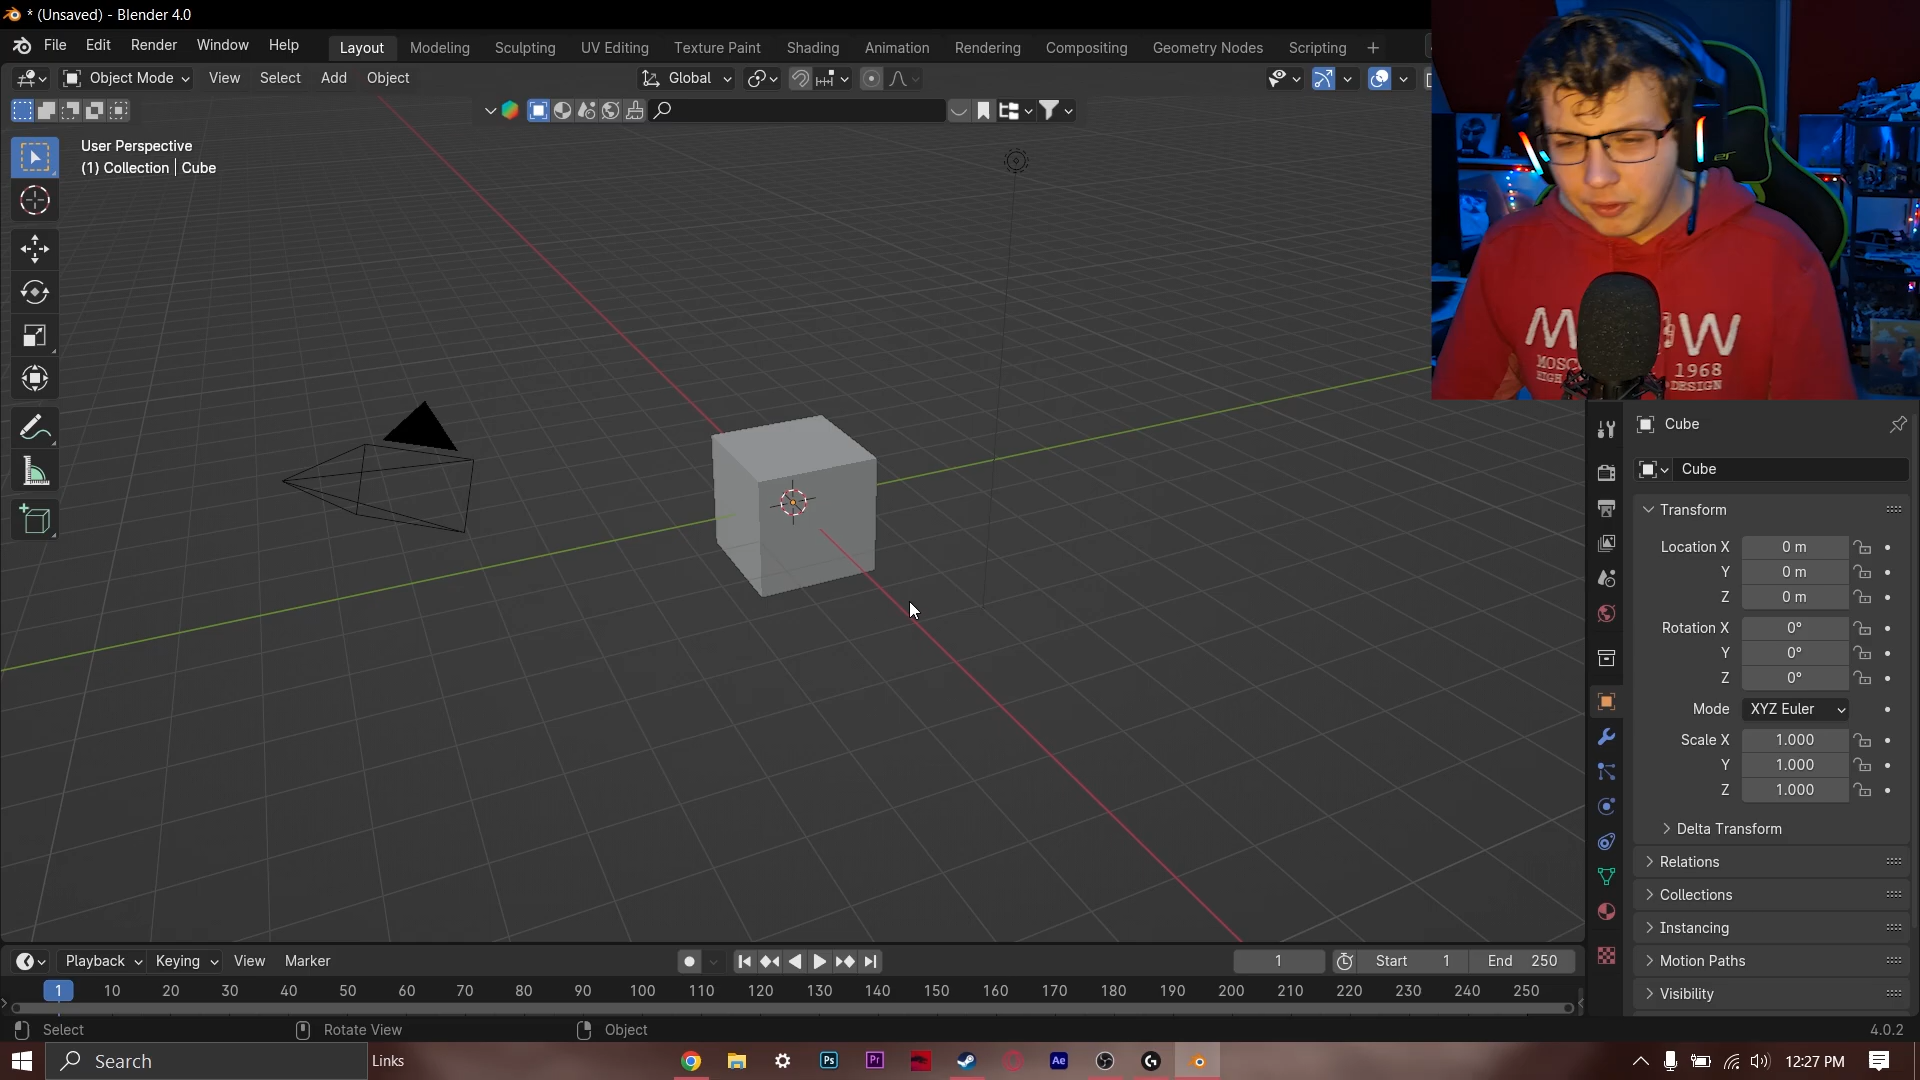 * (Unsaved) - Blender 4.0
File Edit Render Window Help Layout Modeling Sculpting UV Editing Texture Paint Shading Animation Rendering Compositing Geometry Nodes Scripting +
Object Mode View Select Add Object Global
User Perspective
(1) Collection | Cube
MOSC 1968
HIGH DESIGN
Cube
Cube
Transform
Location X 0 m
Y 0 m
Z 0 m
Rotation X 0°
Y 0°
Z 0°
Mode XYZ Euler
Scale X 1.000
Y 1.000
Z 1.000
Delta Transform
Relations
Collections
Instancing
Motion Paths
Visibility
Playback Keying View Marker 1 Start 1 End 250
1 10 20 30 40 50 60 70 80 90 100 110 120 130 140 150 160 170 180 190 200 210 220 230 240 250
Select Rotate View Object 4.0.2
Search Links Ps Pr Ae 12:27 PM